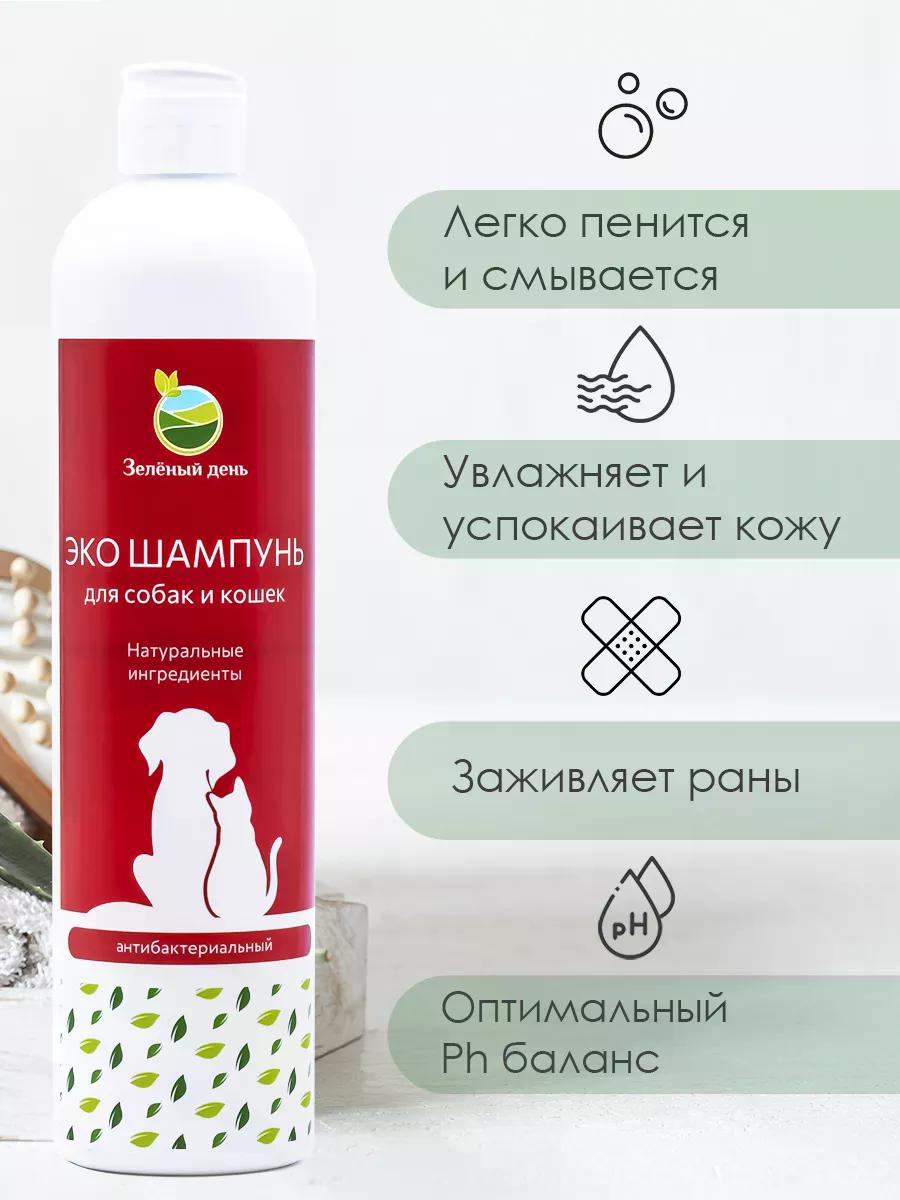 Легко пенится
и смывается
Увлажняет и
успокаивает кожу
Заживляет раны
pH
Оптимальный
Ph баланс
Зелёный день
ЭКО ШАМПУНЬ
для собак и кошек
Натуральные
ингредиенты
антибактериальный